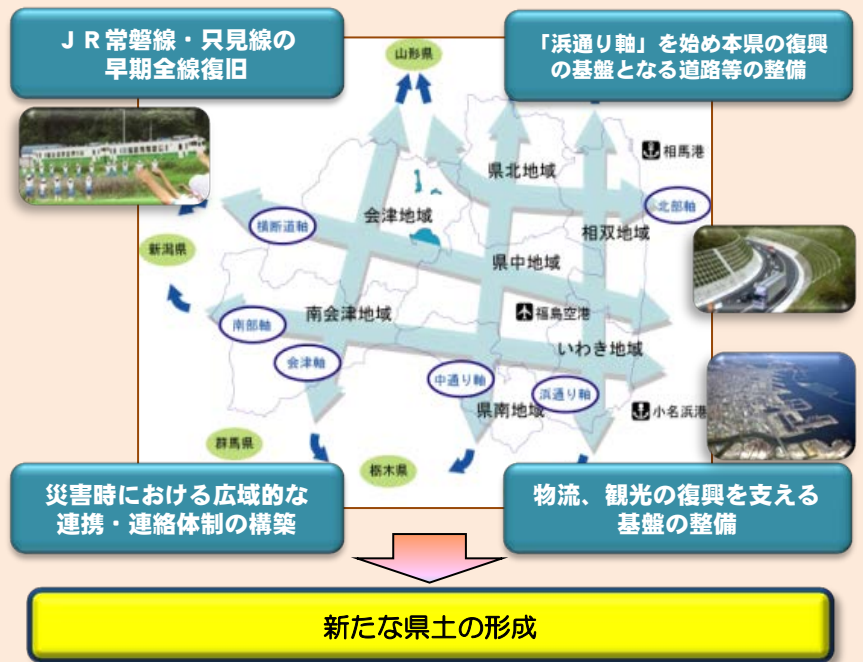 ＪＲ常磐線・只見線の
早期全線復旧
「浜通り軸」を始め本県の復興
の基盤となる道路等の整備
山形県
相馬港
県北地域
北部軸
会津地域
横断道軸
相双地域
新潟県
県中地域
南会津地域
福島空港
南部軸
いわき地域
会津軸
中通り軸
浜通り軸
県南地域
小名浜港
群馬県
栃木県
災害時における広域的な
連携・連絡体制の構築
物流、観光の復興を支える
基盤の整備
新たな県土の形成